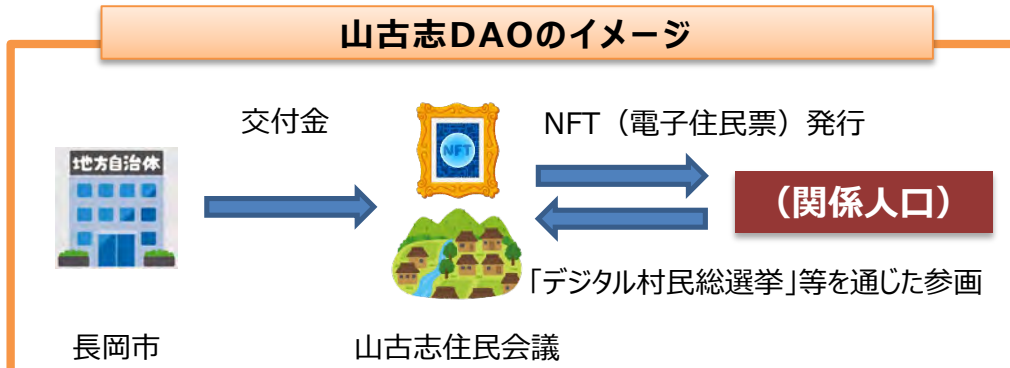 山古志DAOのイメージ
交付金
NFT（電子住民票）発行
地方自治体
NFT
（関係人口）
「デジタル村民総選挙」等を通じた参画
長岡市
山古志住民会議